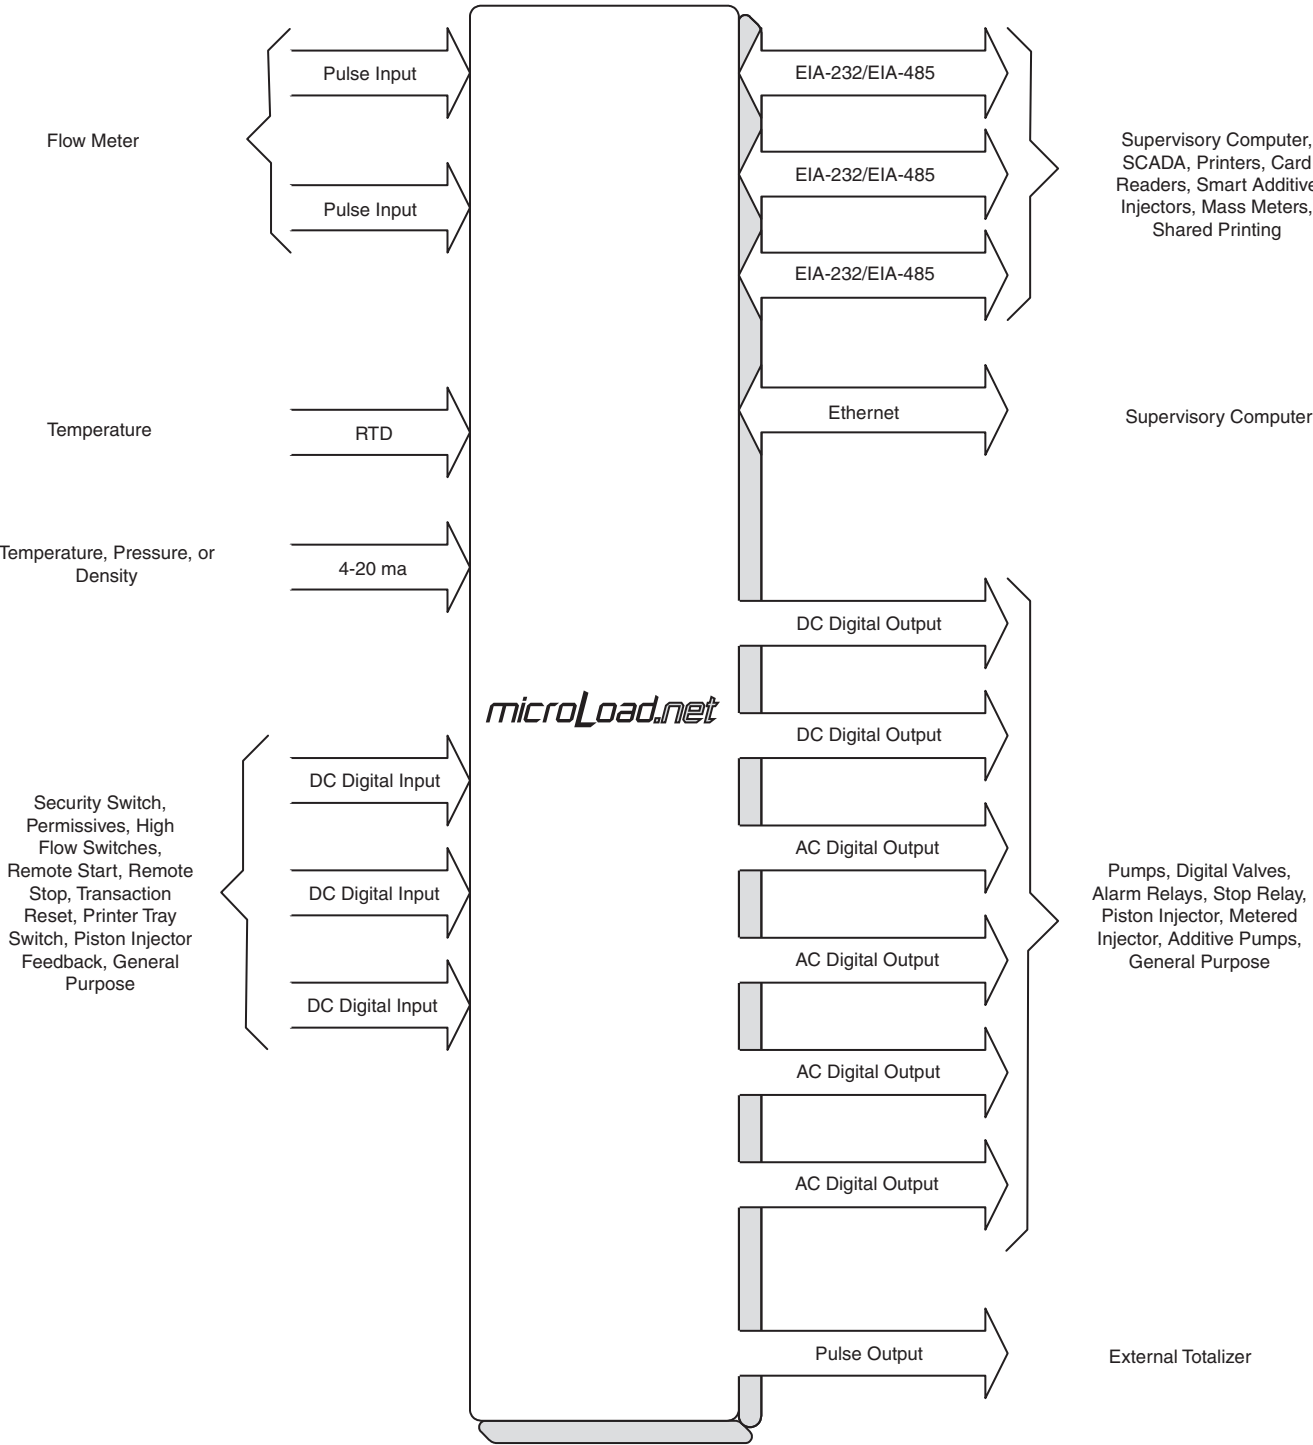 Pulse Input
Flow Meter
Pulse Input
Temperature
RTD
Temperature, Pressure, or
Density
4-20 ma
Security Switch,
Permissives, High
Flow Switches,
Remote Start, Remote
Stop, Transaction
Reset, Printer Tray
Switch, Piston Injector
Feedback, General
Purpose
DC Digital Input
DC Digital Input
DC Digital Input
microLoad.net
EIA-232/EIA-485
EIA-232/EIA-485
EIA-232/EIA-485
Supervisory Computer,
SCADA, Printers, Card
Readers, Smart Additive
Injectors, Mass Meters,
Shared Printing
Ethernet
Supervisory Computer
DC Digital Output
DC Digital Output
AC Digital Output
AC Digital Output
AC Digital Output
AC Digital Output
Pumps, Digital Valves,
Alarm Relays, Stop Relay,
Piston Injector, Metered
Injector, Additive Pumps,
General Purpose
Pulse Output
External Totalizer